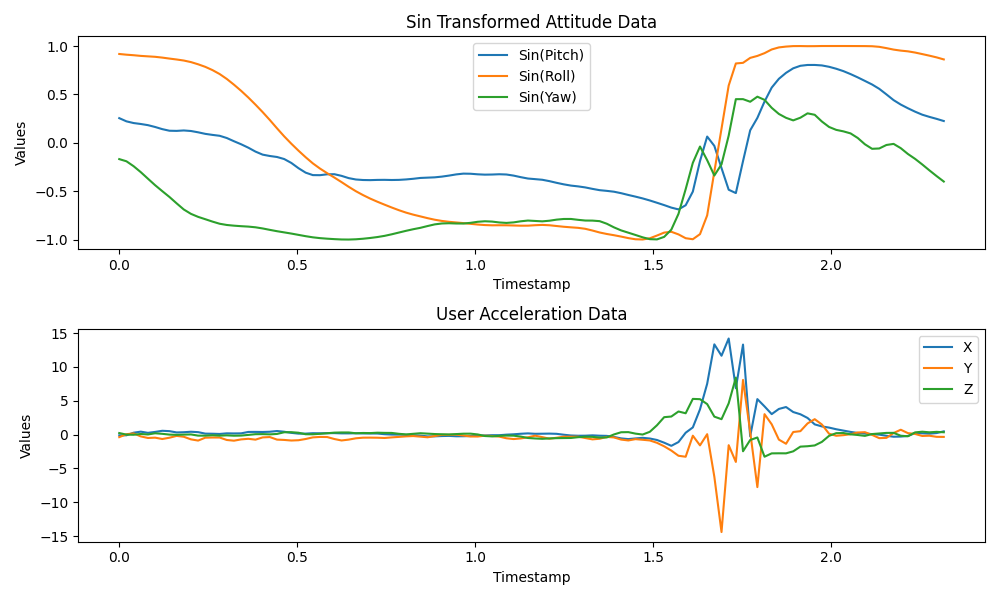 Sin Transformed Attitude Data
1.0
0.5
0.0
−0.5
−1.0
Values
Sin(Pitch)
Sin(Roll)
Sin(Yaw)
0.0 0.5 1.0 1.5 2.0
Timestamp
User Acceleration Data
15
10
5
0
−5
−10
−15
Values
X
Y
Z
0.0 0.5 1.0 1.5 2.0
Timestamp